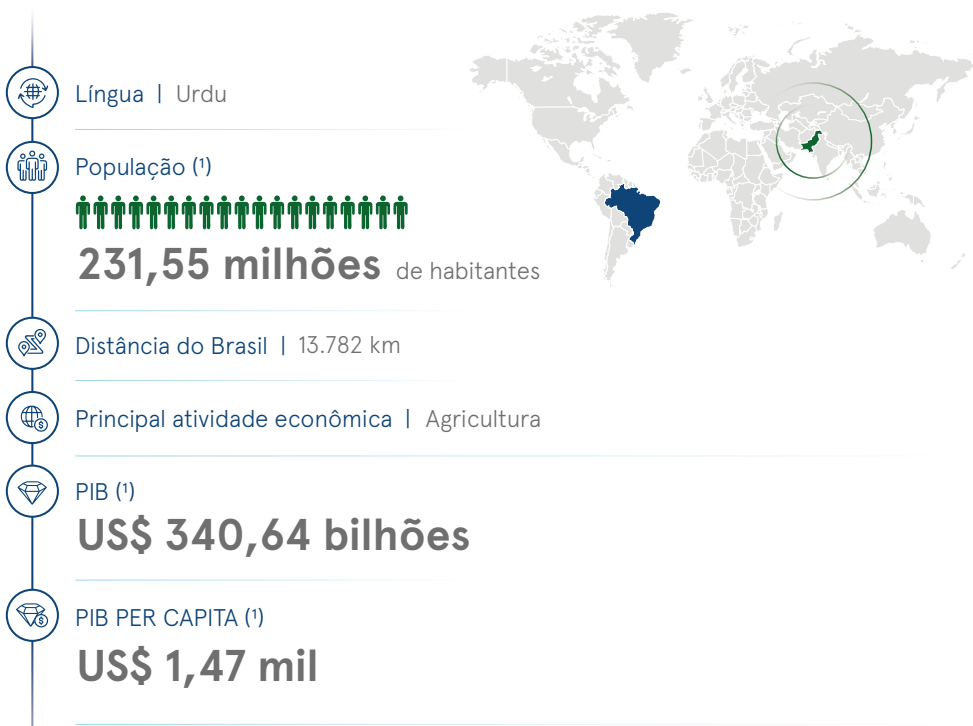 Língua | Urdu
População (¹)
231,55 milhões de habitantes
Distância do Brasil | 13.782 km
Principal atividade econômica | Agricultura
PIB (¹)
US$ 340,64 bilhões
PIB PER CAPITA (¹)
US$ 1,47 mil